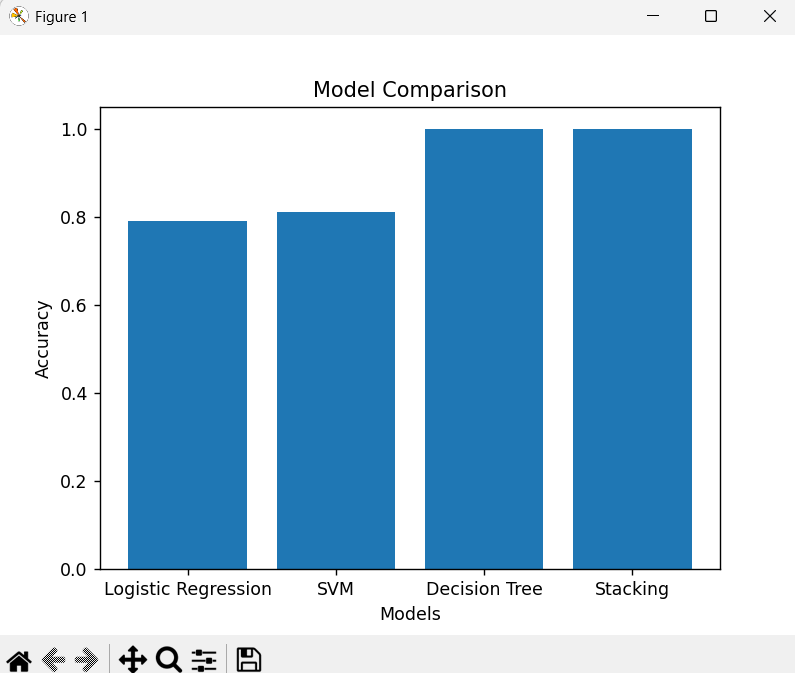 Figure 1
Model Comparison
1.0
0.8
0.6
0.4
0.2
0.0
Accuracy
Logistic Regression SVM Decision Tree Stacking
Models